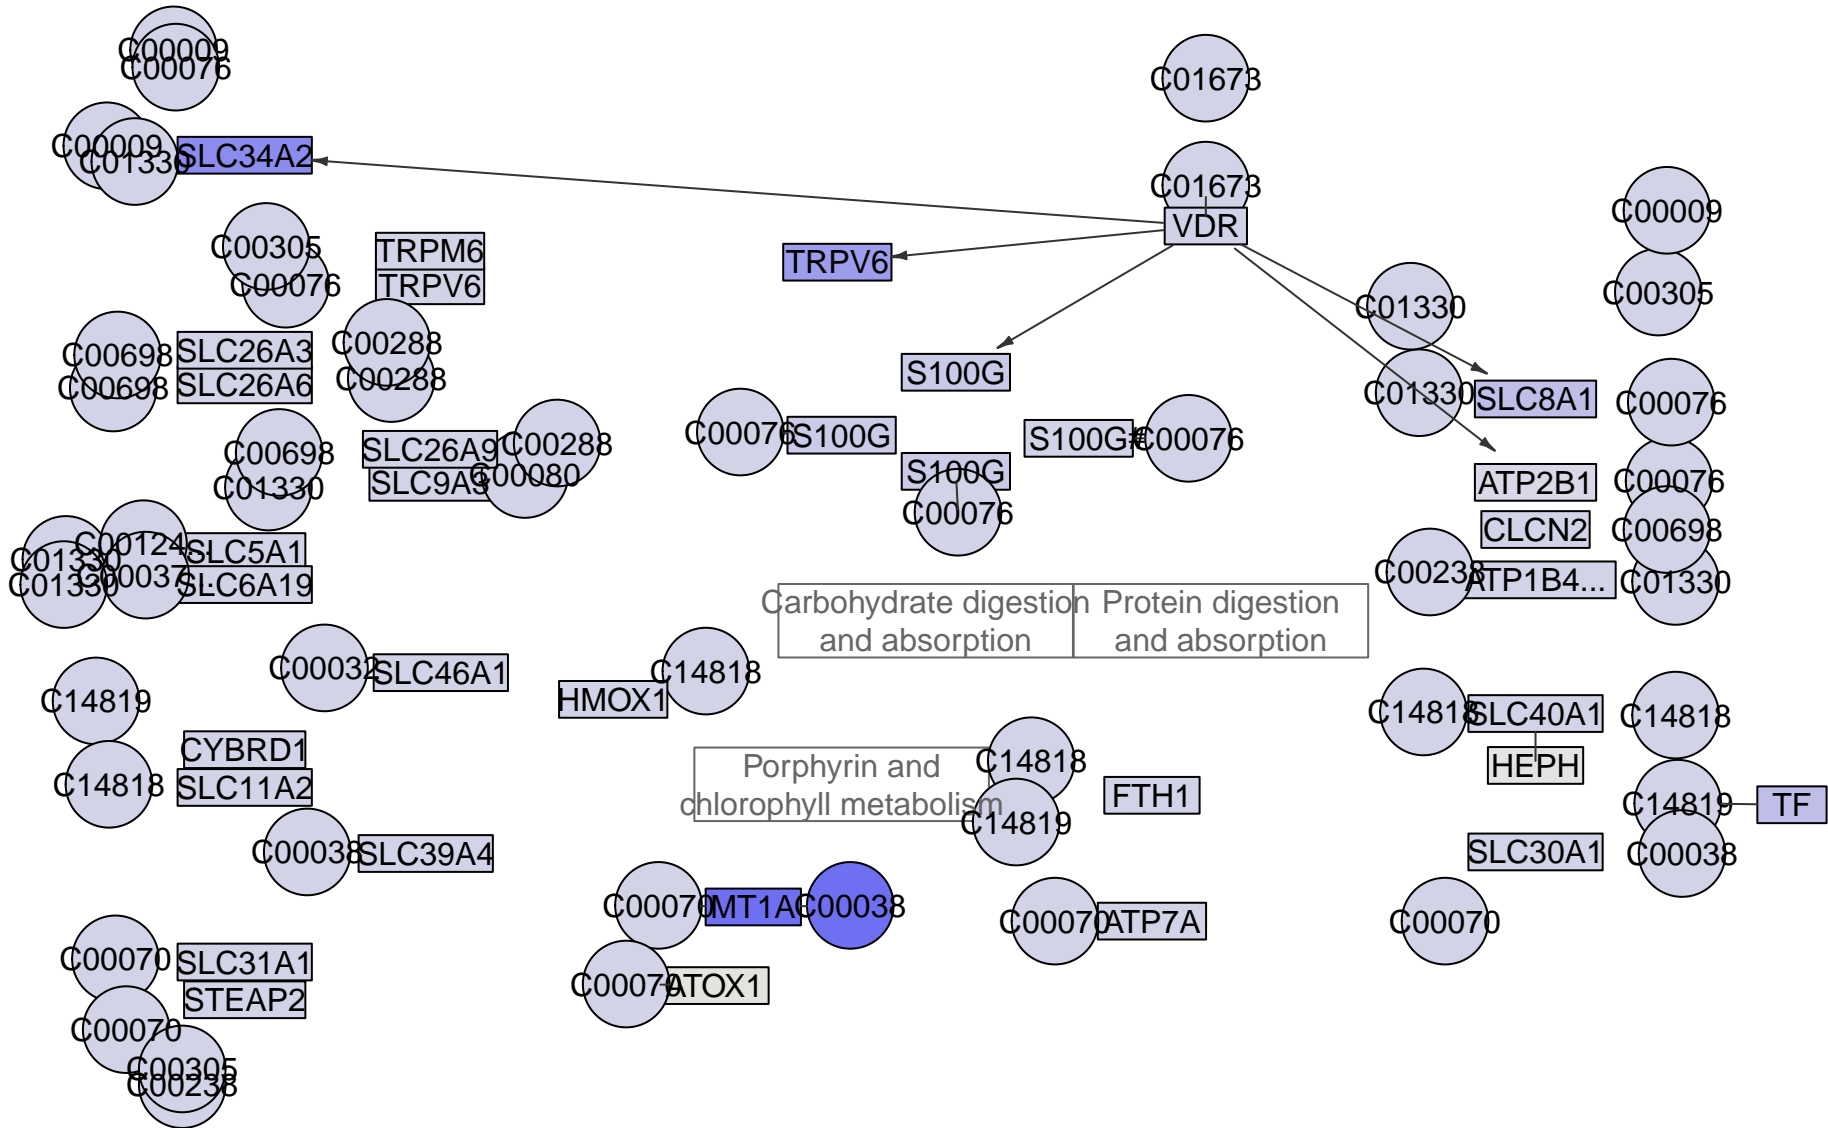 C00009
C00076
C01673
C00009
C01330
SLC34A2
C01673
VDR
C00009
C00305
C00076
TRPM6
TRPV6
TRPV6
C01330
C00305
C00698
C00698
SLC26A3
SLC26A6
C00288
C00288
S100G
C01330
SLC8A1
C00076
C00698
C01330
SLC26A9
SLC9A3
C00288
C00080
C00076
S100G
S100G
C00076
S100G#
C00076
ATP2B1
C00076
CLCN2
C00698
C01330
C01330
C00124...
C00037...
SLC5A1
SLC6A19
C00238
ATP1B4...
C01330
Carbohydrate digestion
and absorption
Protein digestion
and absorption
C00032
SLC46A1
HMOX1
C14818
C14819
C14818
CYBRD1
SLC11A2
C14818
SLC40A1
HEPH
C14818
Porphyrin and
chlorophyll metabolism
C14818
C14819
FTH1
C14819
TF
C00038
SLC39A4
SLC30A1
C00038
C00070
MT1A
C00038
C00070
ATP7A
C00070
C00070
SLC31A1
STEAP2
C00070
ATOX1
C00070
C00305
C00238